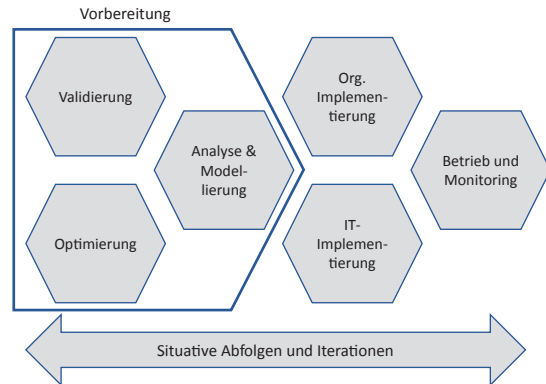 Vorbereitung
Validierung
Optimierung
Analyse &
Model-
lierung
Org.
Implemen-
tierung
IT-
Implemen-
tierung
Betrieb und
Monitoring
Situative Abfolgen und Iterationen